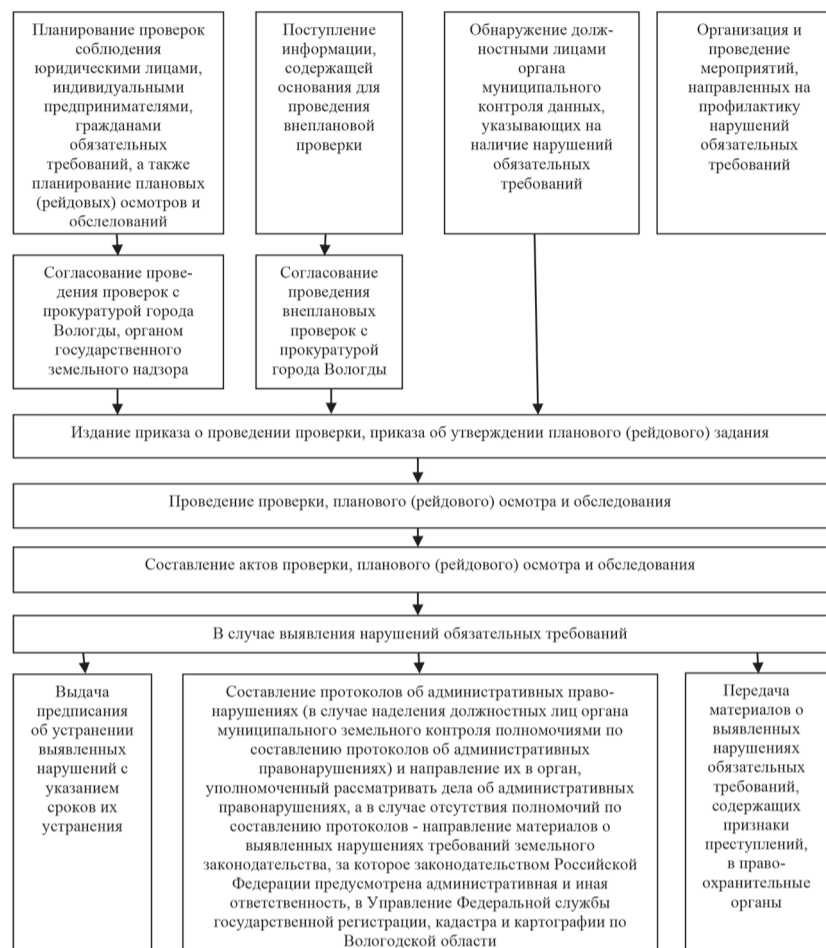 Планирование проверок
соблюдения
юридическими лицами,
индивидуальными
предпринимателями,
гражданами
обязательных
требований, а также
планирование плановых
(рейдовых) осмотров и
обслелований
Поступление
информации,
содержащей
основания для
проведения
внеплановой
проверки
Обнаружение долж-
ностными лицами
органа
муниципального
контроля данных,
указывающих на
наличие нарушений
обязательных
требований
Организация и
проведение
мероприятий,
направленных на
профилактику
нарушений
обязательных
требований
Согласование прове-
дения проверок с
прокуратурой города
Вологды, органом
государственного
земельного надзора
Согласование
проведения
внеплановых
проверок с
прокуратурой
города Вологды
Издание приказа о проведении проверки, приказа об утверждении планового (рейдового) задания
Проведение проверки, планового (рейдового) осмотра и обследования
Составление актов проверки, планового (рейдового) осмотра и обследования
В случае выявления нарушений обязательных требований
Выдача
предписания
об устранении
выявленных
нарушений с
указанием
сроков их
устранения
Составление протоколов об административных право-
нарушениях (в случае наделения должностных лиц органа
муниципального земельного контроля полномочиями по
составлению протоколов об административных
правонарушениях) и направление их в орган,
уполномоченный рассматривать дела об административных
правонарушениях, а в случае отсутствия полномочий по
составлению протоколов - направление материалов о
выявленных нарушениях требований земельного
законодательства, за которое законодательством Российской
Федерации предусмотрена административная и иная
ответственность, в Управление Федеральной службы
государственной регистрации, кадастра и картографии по
Вологодской области
Передача
материалов о
выявленных
нарушениях
обязательных
требований,
содержащих
признаки
преступлений,
в право-
охранительные
органы